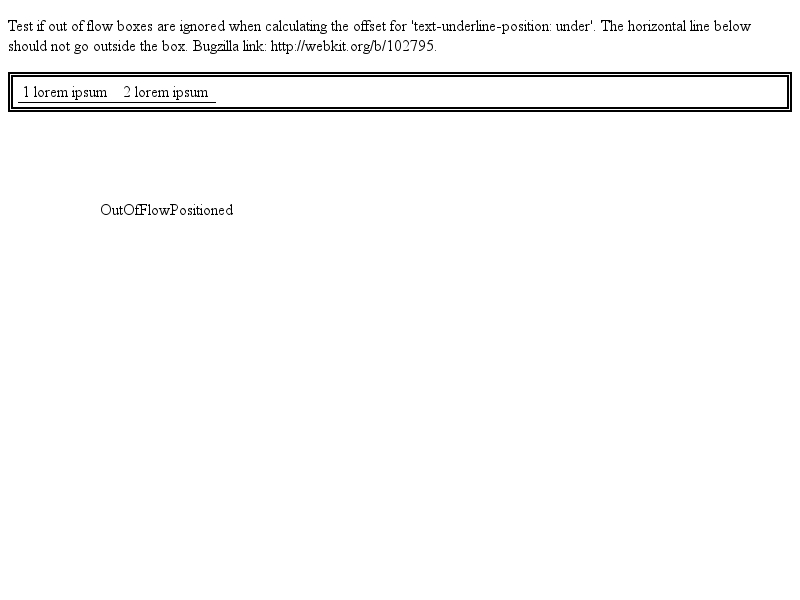 Test if out of flow boxes are ignored when calculating the offset for 'text-underline-position: under'. The horizontal line below
should not go outside the box. Bugzilla link: http://webkit.org/b/102795.
1 lorem ipsum 2 lorem ipsum
OutOfFlowPositioned